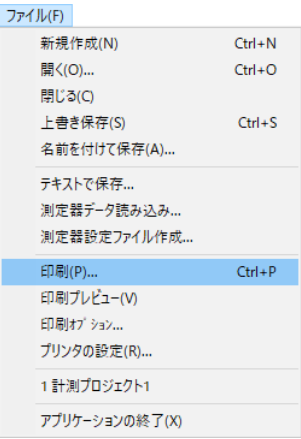 ファイル(F)
新規作成(N) Ctrl+N
開く(O)... Ctrl+O
閉じる(C)
上書き保存(S) Ctrl+S
名前を付けて保存(A)...
テキストで保存...
測定器データ読み込み...
測定器設定ファイル作成...
印刷(P)... Ctrl+P
印刷プレビュー(V)
印刷ｵﾌﾟｼｮﾝ...
プリンタの設定(R)...
1 計測プロジェクト1
アプリケーションの終了(X)